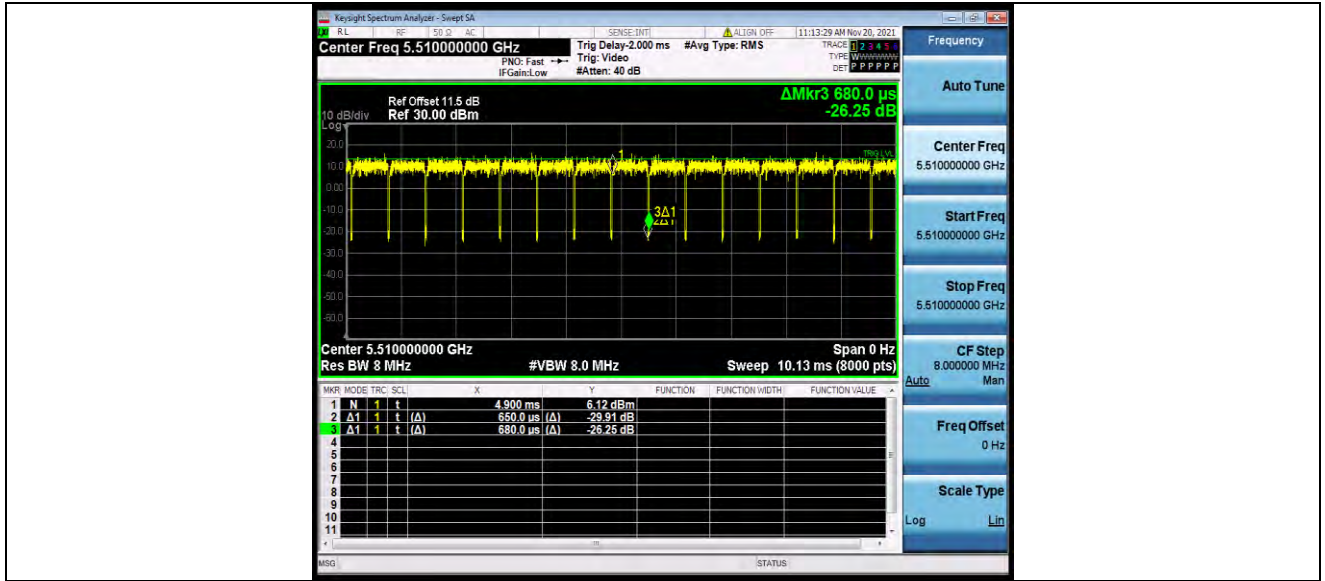 Keysight Spectrum Analyzer - Swept SA
RL RF 50 Ω AC SENSE:INT ALIGN OFF 11:13:29 AM Nov 20, 2021
Center Freq 5.510000000 GHz
Trig Delay-2.000 ms #Avg Type: RMS
TRACE 1 2 3 4 5 6
PNO: Fast Trig: Video
TYPE WWWWWW
IFGain:Low #Atten: 40 dB
DET P P P P P P
ΔMkr3 680.0 µs
-26.25 dB
Ref Offset 11.5 dB
10 dB/div Ref 30.00 dBm
Log
20.0
10.0
0.00
-10.0
-20.0
-30.0
-40.0
-50.0
-60.0
TRIG LVL
1
3Δ1
2Δ1
Center 5.510000000 GHz Span 0 Hz
Res BW 8 MHz #VBW 8.0 MHz Sweep 10.13 ms (8000 pts)
MKR MODE TRC SCL X Y FUNCTION FUNCTION WIDTH FUNCTION VALUE
1 N 1 t 4.900 ms 6.12 dBm
2 Δ1 1 t (Δ) 650.0 µs (Δ) -29.91 dB
3 Δ1 1 t (Δ) 680.0 µs (Δ) -26.25 dB
4
5
6
7
8
9
10
11
MSG STATUS
Frequency
Auto Tune
Center Freq
5.510000000 GHz
Start Freq
5.510000000 GHz
Stop Freq
5.510000000 GHz
CF Step
8.000000 MHz
Auto Man
Freq Offset
0 Hz
Scale Type
Log Lin